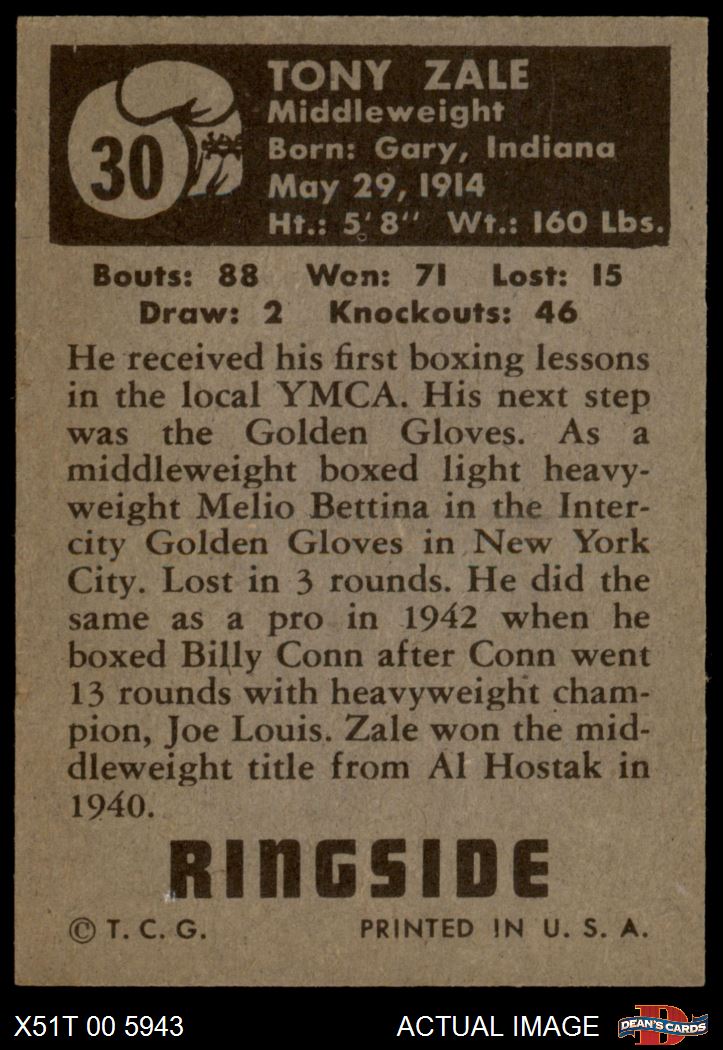 30
TONY ZALE
Middleweight
Born: Gary, Indiana
May 29, 1914
Ht.: 5'8" Wt.: 160 Lbs.
Bouts: 88 Won: 71 Lost: 15
Draw: 2 Knockouts: 46
He received his first boxing lessons
in the local YMCA. His next step
was the Golden Gloves. As a
middleweight boxed light heavy-
weight Melio Bettina in the Inter-
city Golden Gloves in New York
City. Lost in 3 rounds. He did the
same as a pro in 1942 when he
boxed Billy Conn after Conn went
13 rounds with heavyweight cham-
pion, Joe Louis. Zale won the mid-
dleweight title from Al Hostak in
1940.
RINGSIDE
© T. C. G. PRINTED IN U. S. A.
X51T 00 5943 ACTUAL IMAGE D DEAN'S CARDS